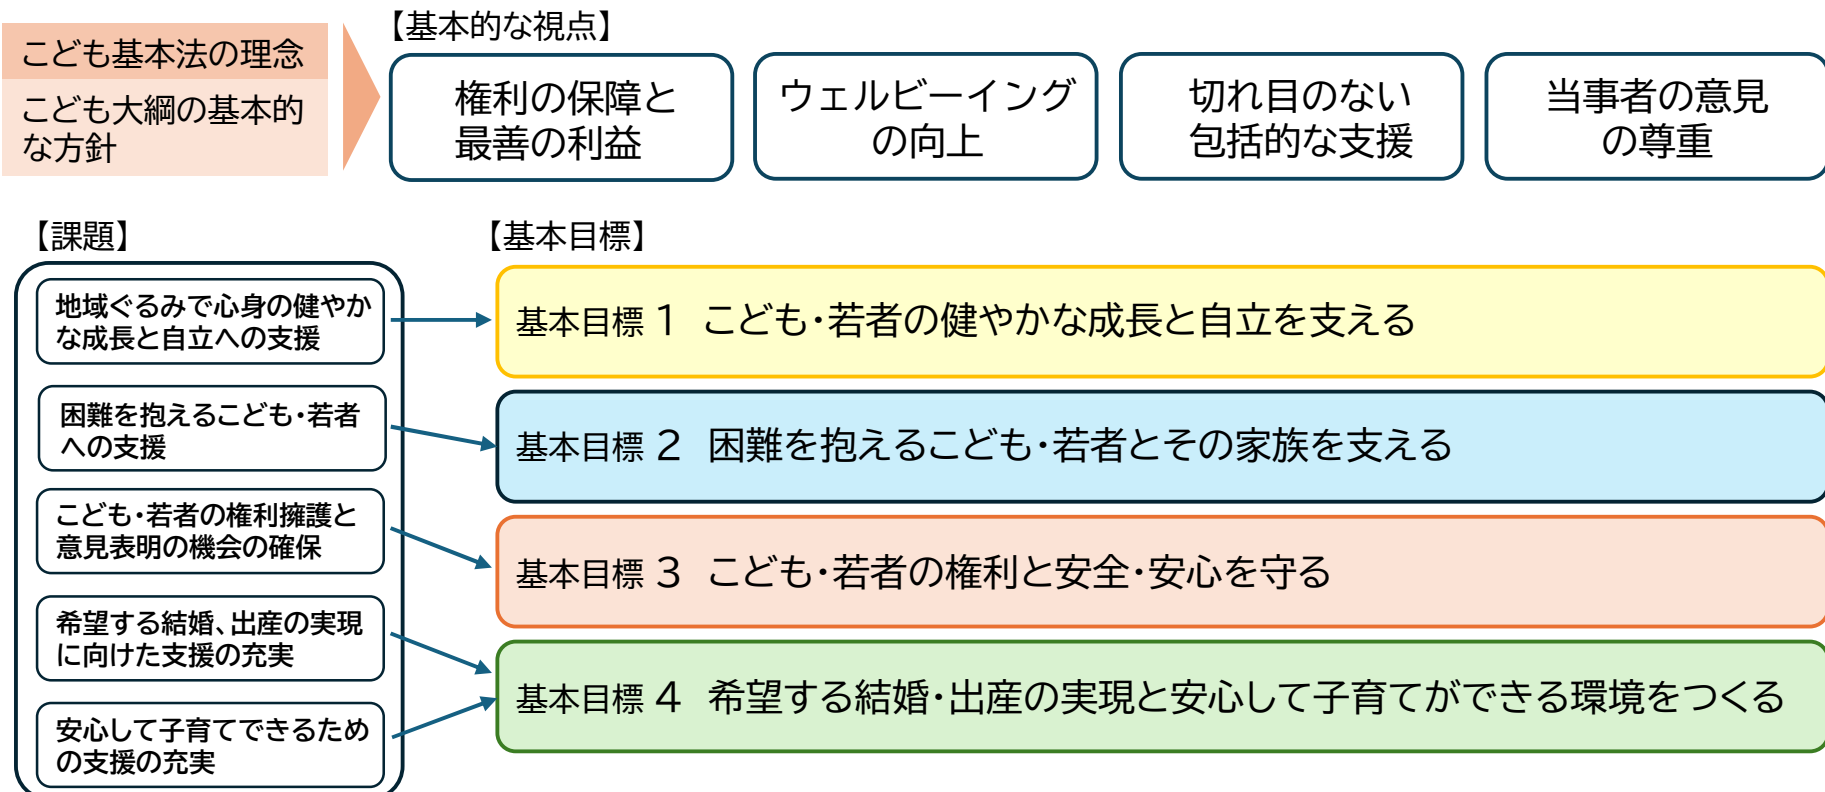 こども基本法の理念
こども大綱の基本的
な方針
【基本的な視点】
権利の保障と
最善の利益
ウェルビーイング
の向上
切れ目のない
包括的な支援
当事者の意見
の尊重
【課題】
地域ぐるみで心身の健やか
な成長と自立への支援
困難を抱えるこども・若者
への支援
こども・若者の権利擁護と
意見表明の機会の確保
希望する結婚、出産の実現
に向けた支援の充実
安心して子育てできるため
の支援の充実
【基本目標】
基本目標 1 こども・若者の健やかな成長と自立を支える
基本目標 2 困難を抱えるこども・若者とその家族を支える
基本目標 3 こども・若者の権利と安全・安心を守る
基本目標 4 希望する結婚・出産の実現と安心して子育てができる環境をつくる